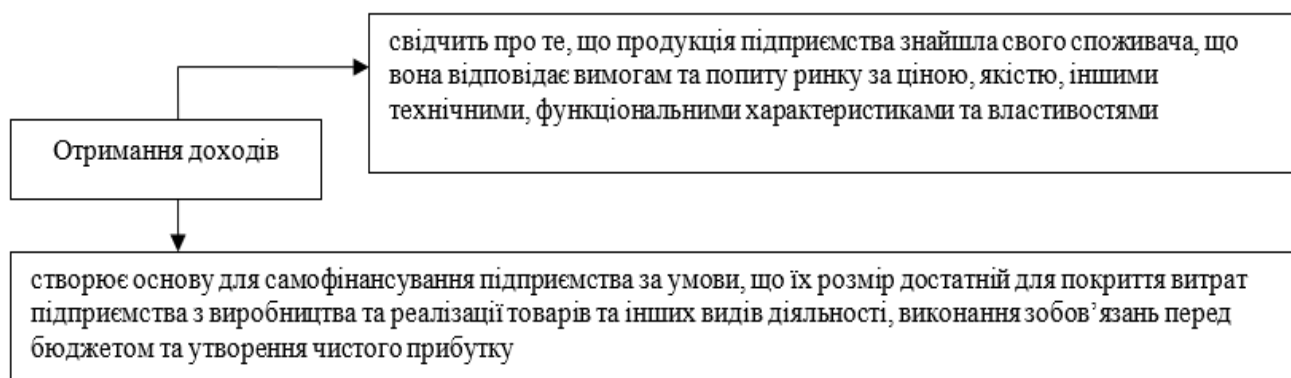 свідчить про те, що продукція підприємства знайшла свого споживача, що
вона відповідає вимогам та попиту ринку за ціною, якістю, іншими
технічними, функціональними характеристиками та властивостями
Отримання доходів
створює основу для самофінансування підприємства за умови, що їх розмір достатній для покриття витрат
підприємства з виробництва та реалізації товарів та інших видів діяльності, виконання зобов’язань перед
бюджетом та утворення чистого прибутку